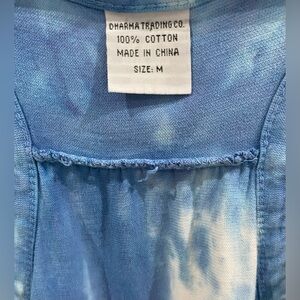 DHARMA TRADING CO.
100% COTTON
MADE IN CHINA
SIZE: M